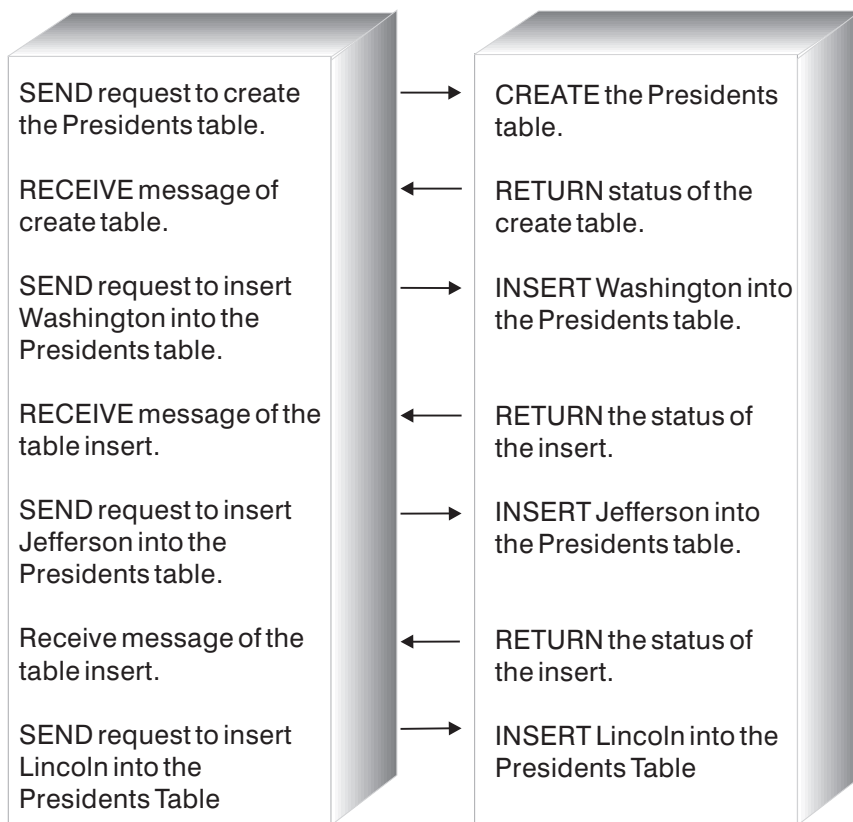 SEND request to create
the Presidents table.
CREATE the Presidents
table.
RECEIVE message of
create table.
RETURN status of the
create table.
SEND request to insert
Washington into the
Presidents table.
INSERT Washington into
the Presidents table.
RECEIVE message of the
table insert.
RETURN the status of
the insert.
SEND request to insert
Jefferson into the
Presidents table.
INSERT Jefferson into
the Presidents table.
Receive message of the
table insert.
RETURN the status of
the insert.
SEND request to insert
Lincoln into the
Presidents Table
INSERT Lincoln into the
Presidents Table